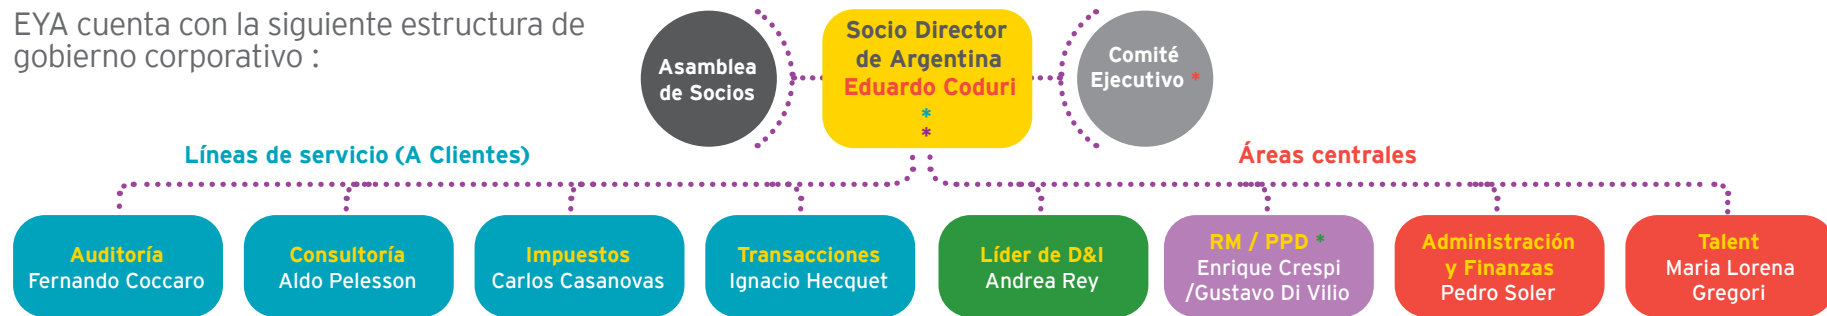 EYA cuenta con la siguiente estructura de
gobierno corporativo :
Asamblea
de Socios
Socio Director
de Argentina
Eduardo Coduri
*
*
Comité
Ejecutivo *
Líneas de servicio (A Clientes)
Áreas centrales
Auditoría
Fernando Coccaro
Consultoría
Aldo Pelesson
Impuestos
Carlos Casanovas
Transacciones
Ignacio Hecquet
Líder de D&I
Andrea Rey
RM / PPD *
Enrique Crespi
/Gustavo Di Vilio
Administración
y Finanzas
Pedro Soler
Talent
Maria Lorena
Gregori